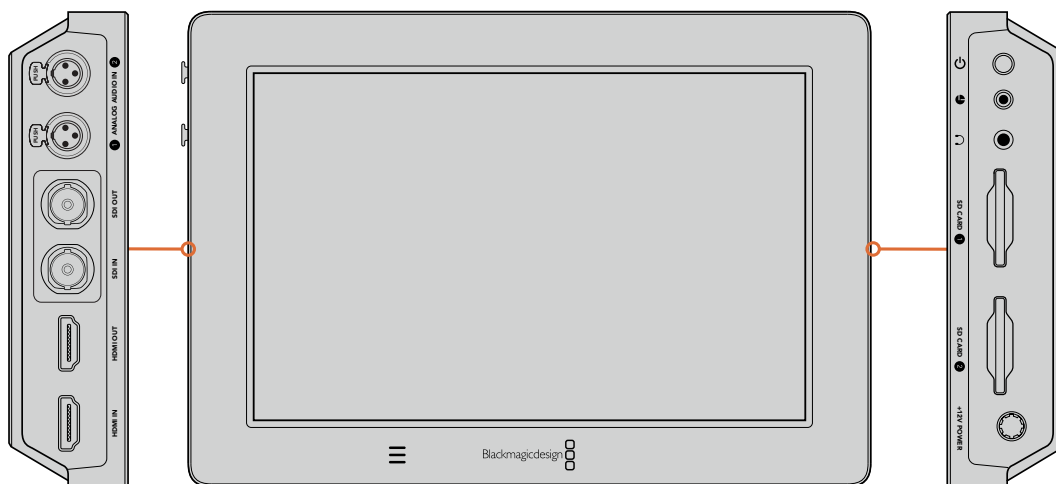 PUSH
ANALOG AUDIO IN 2
PUSH
1
SDI OUT
SDI IN
HDMI OUT
HDMI IN
Blackmagicdesign
SD CARD 1
SD CARD 2
+12V POWER